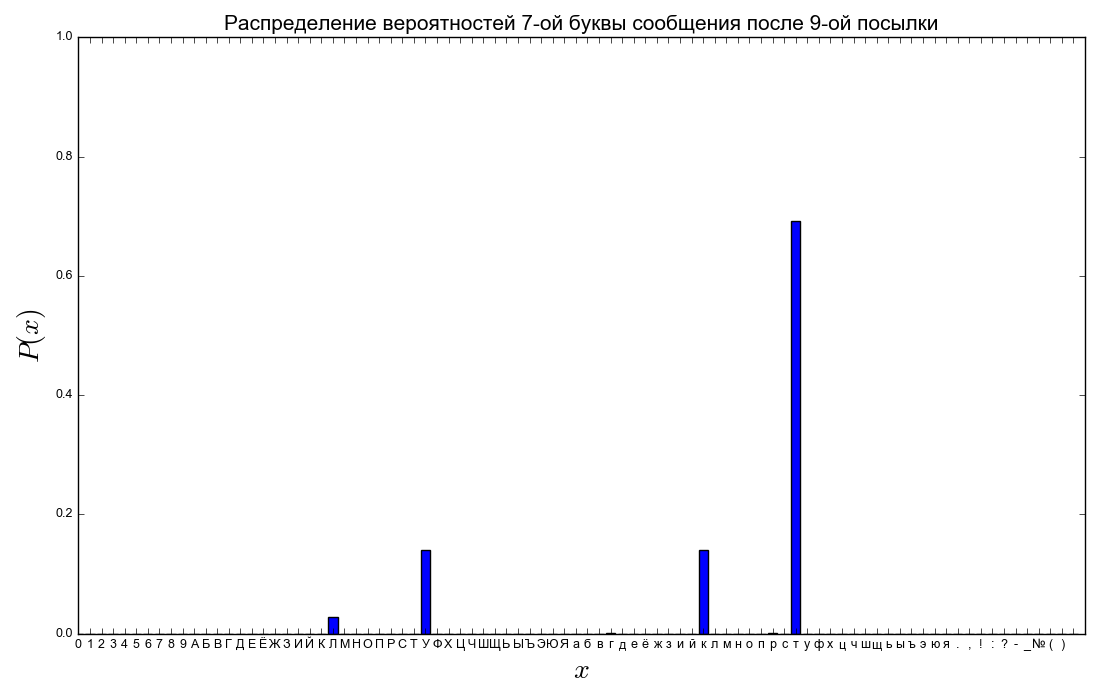 Распределение вероятностей 7-ой буквы сообщения после 9-ой посылки
1.0
0.8
0.6
0.4
0.2
0.0
P(x)
0 1 2 3 4 5 6 7 8 9 А Б В Г Д Е Ё Ж З И Й К Л М Н О П Р С Т У Ф Х Ц Ч Ш Щ Ь Ы Ъ Э Ю Я а б в г д е ё ж з и й к л м н о п р с т у ф х ц ч ш щ ь ы ъ э ю я . , ! : ? - _ № ( )
x